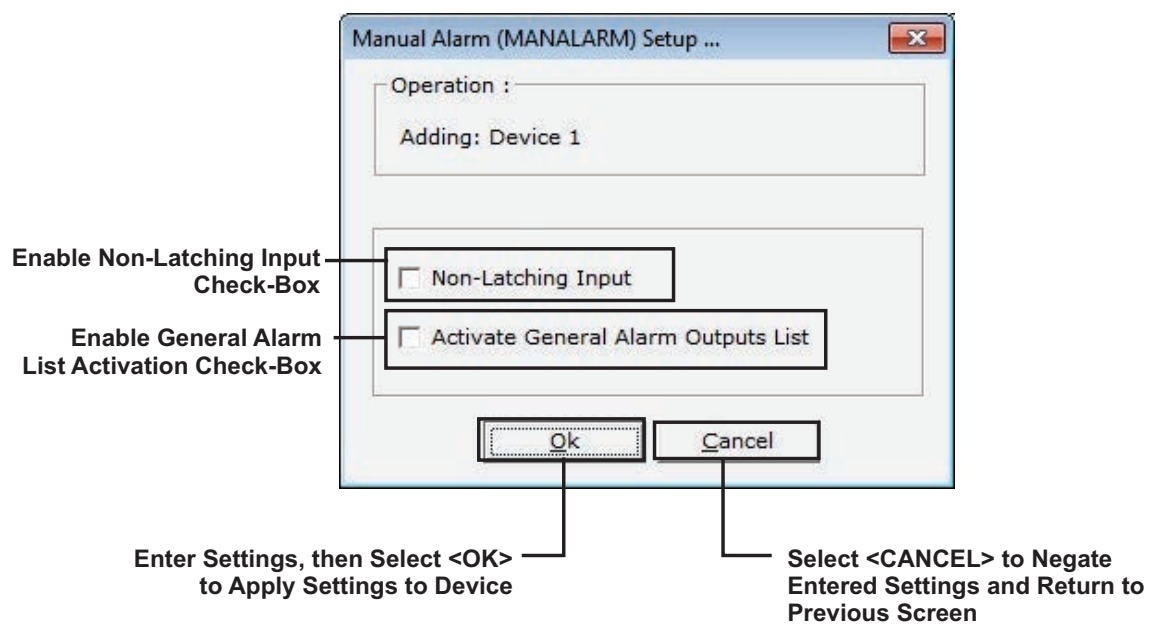 Manual Alarm (MANALARM) Setup ...
Operation :
Adding: Device 1
Enable Non-Latching Input
Check-Box
Non-Latching Input
Enable General Alarm
List Activation Check-Box
Activate General Alarm Outputs List
Ok
Cancel
Enter Settings, then Select <OK>
to Apply Settings to Device
Select <CANCEL> to Negate
Entered Settings and Return to
Previous Screen